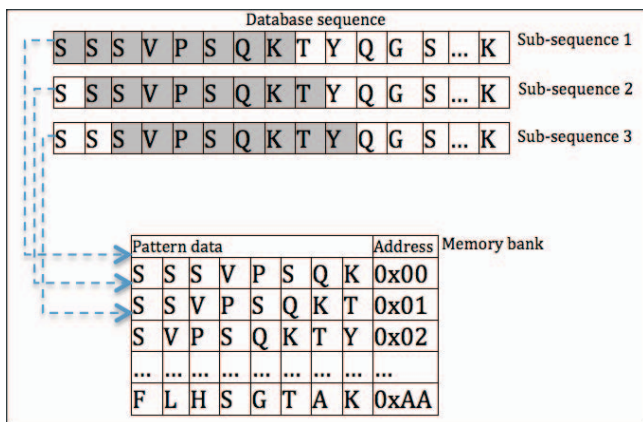 Database sequence
S S S V P S Q K T Y Q G S ... K Sub-sequence 1
S S S V P S Q K T Y Q G S ... K Sub-sequence 2
S S S V P S Q K T Y Q G S ... K Sub-sequence 3
Pattern data Address Memory bank
S S S V P S Q K 0x00
S S V P S Q K T 0x01
S V P S Q K T Y 0x02
... ... ... ... ... ... ... ... ...
F L H S G T A K 0xAA